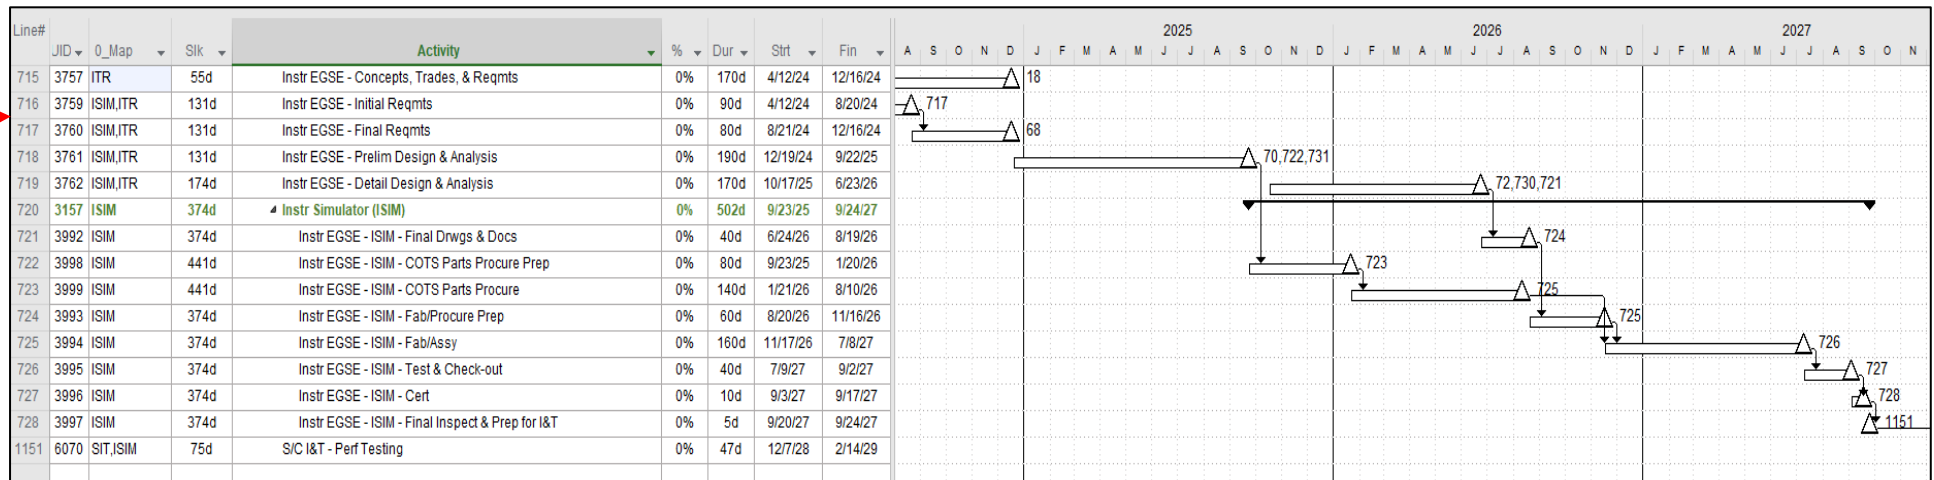 Line# 2025 2026 2027
UID 0_Map Slk Activity % Dur Strt Fin A S O N D J F M A M J J A S O N D J F M A M J J A S O N D J F M A M J J A S O N
715 3757 ITR 55d Instr EGSE - Concepts, Trades, & Reqmts 0% 170d 4/12/24 12/16/24 18
716 3759 ISIM,ITR 131d Instr EGSE - Initial Reqmts 0% 90d 4/12/24 8/20/24 717
717 3760 ISIM,ITR 131d Instr EGSE - Final Reqmts 0% 80d 8/21/24 12/16/24 68
718 3761 ISIM,ITR 131d Instr EGSE - Prelim Design & Analysis 0% 190d 12/19/24 9/22/25 70,722,731
719 3762 ISIM,ITR 174d Instr EGSE - Detail Design & Analysis 0% 170d 10/17/25 6/23/26 72,730,721
720 3157 ISIM 374d Instr Simulator (ISIM) 0% 502d 9/23/25 9/24/27
721 3992 ISIM 374d Instr EGSE - ISIM - Final Drwgs & Docs 0% 40d 6/24/26 8/19/26 724
722 3998 ISIM 441d Instr EGSE - ISIM - COTS Parts Procure Prep 0% 80d 9/23/25 1/20/26 723
723 3999 ISIM 441d Instr EGSE - ISIM - COTS Parts Procure 0% 140d 1/21/26 8/10/26 725
724 3993 ISIM 374d Instr EGSE - ISIM - Fab/Procure Prep 0% 60d 8/20/26 11/16/26 725
725 3994 ISIM 374d Instr EGSE - ISIM - Fab/Assy 0% 160d 11/17/26 7/8/27 726
726 3995 ISIM 374d Instr EGSE - ISIM - Test & Check-out 0% 40d 7/9/27 9/2/27 727
727 3996 ISIM 374d Instr EGSE - ISIM - Cert 0% 10d 9/3/27 9/17/27 728
728 3997 ISIM 374d Instr EGSE - ISIM - Final Inspect & Prep for I&T 0% 5d 9/20/27 9/24/27 1151
1151 6070 SIT,ISIM 75d S/C I&T - Perf Testing 0% 47d 12/7/28 2/14/29